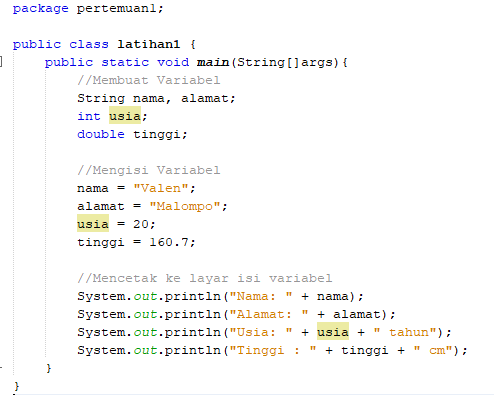 package pertemuan1;
public class latihan1 {
public static void main(String[]args){
//Membuat Variabel
String nama, alamat;
int usia;
double tinggi;
//Mengisi Variabel
nama = "Valen";
alamat = "Malompo";
usia = 20;
tinggi = 160.7;
//Mencetak ke layar isi variabel
System.out.println("Nama: " + nama);
System.out.println("Alamat: " + alamat);
System.out.println("Usia: " + usia + " tahun");
System.out.println("Tinggi : " + tinggi + " cm");
}
}